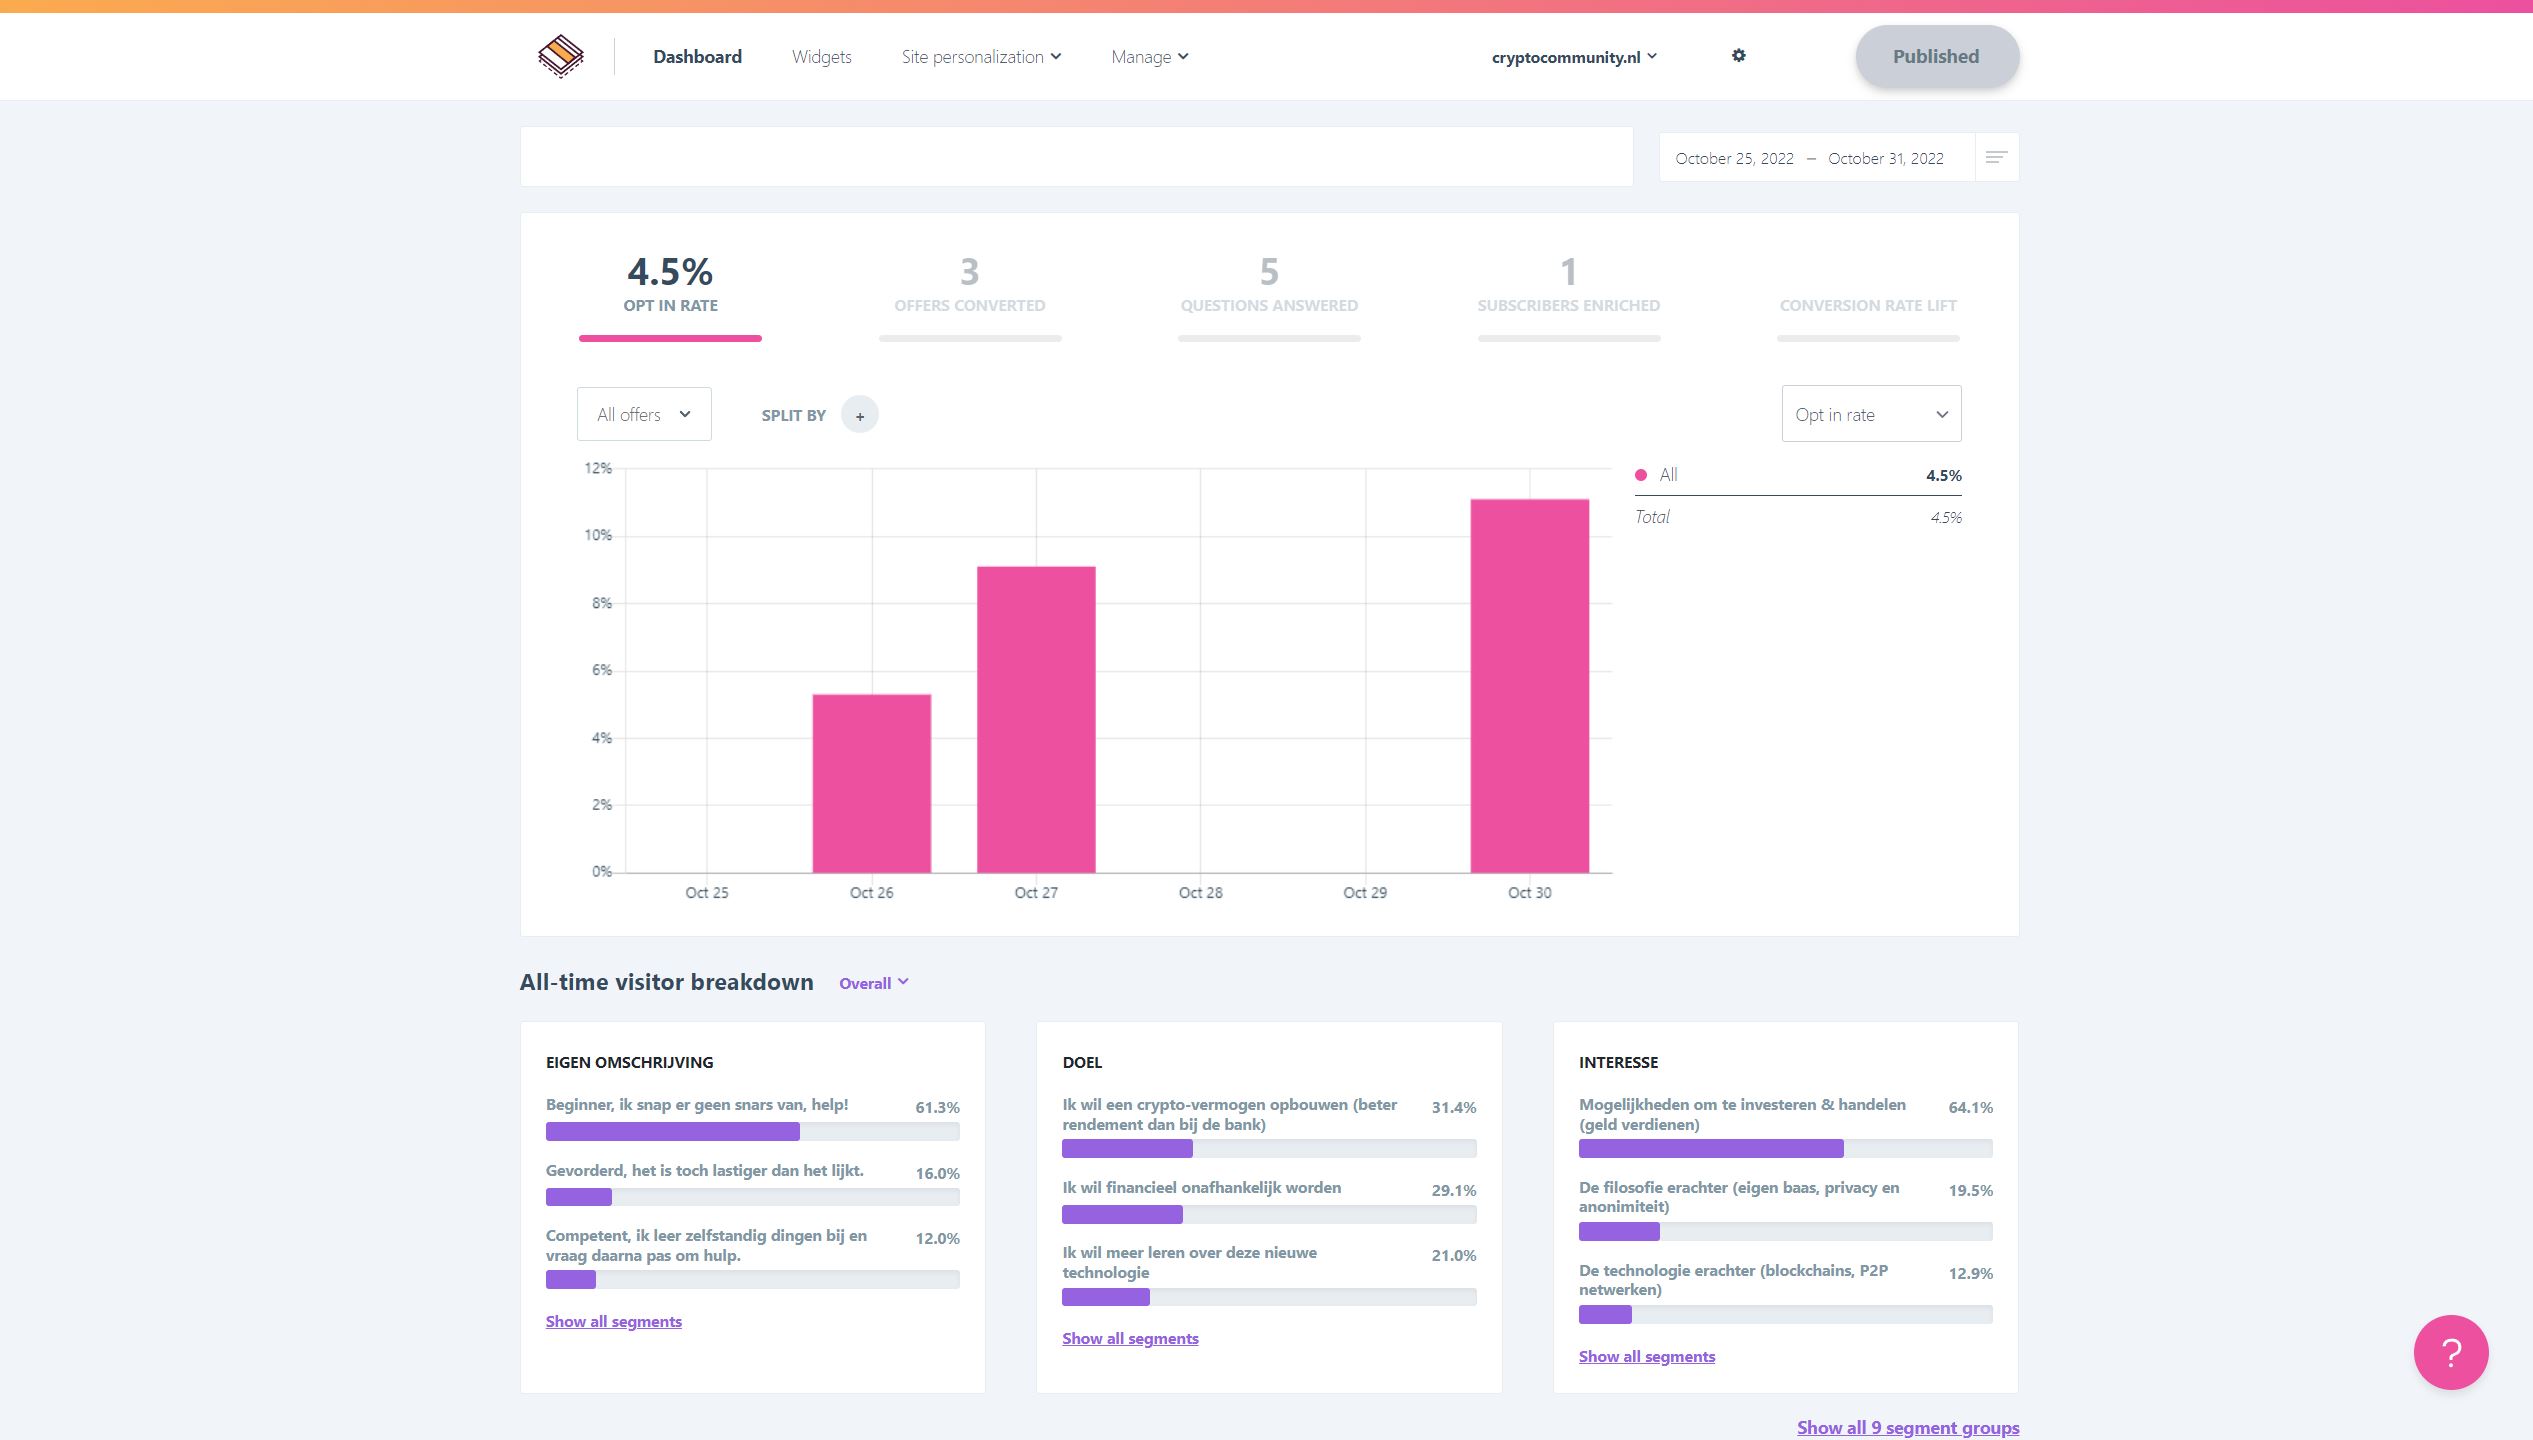 Dashboard Widgets Site personalization Manage cryptocommunity.nl Published
October 25, 2022 – October 31, 2022
4.5% 3 5 1
OPT IN RATE OFFERS CONVERTED QUESTIONS ANSWERED SUBSCRIBERS ENRICHED CONVERSION RATE LIFT
All offers SPLIT BY + Opt in rate
12%
10%
8%
6%
4%
2%
0%
Oct 25 Oct 26 Oct 27 Oct 28 Oct 29 Oct 30
All 4.5%
Total 4.5%
All-time visitor breakdown Overall
EIGEN OMSCHRIJVING
Beginner, ik snap er geen snars van, help! 61.3%
Gevorderd, het is toch lastiger dan het lijkt. 16.0%
Competent, ik leer zelfstandig dingen bij en 12.0%
vraag daarna pas om hulp.
Show all segments
DOEL
Ik wil een crypto-vermogen opbouwen (beter 31.4%
rendement dan bij de bank)
Ik wil financieel onafhankelijk worden 29.1%
Ik wil meer leren over deze nieuwe 21.0%
technologie
Show all segments
INTERESSE
Mogelijkheden om te investeren & handelen 64.1%
(geld verdienen)
De filosofie erachter (eigen baas, privacy en 19.5%
anonimiteit)
De technologie erachter (blockchains, P2P 12.9%
netwerken)
Show all segments
?
Show all 9 segment groups